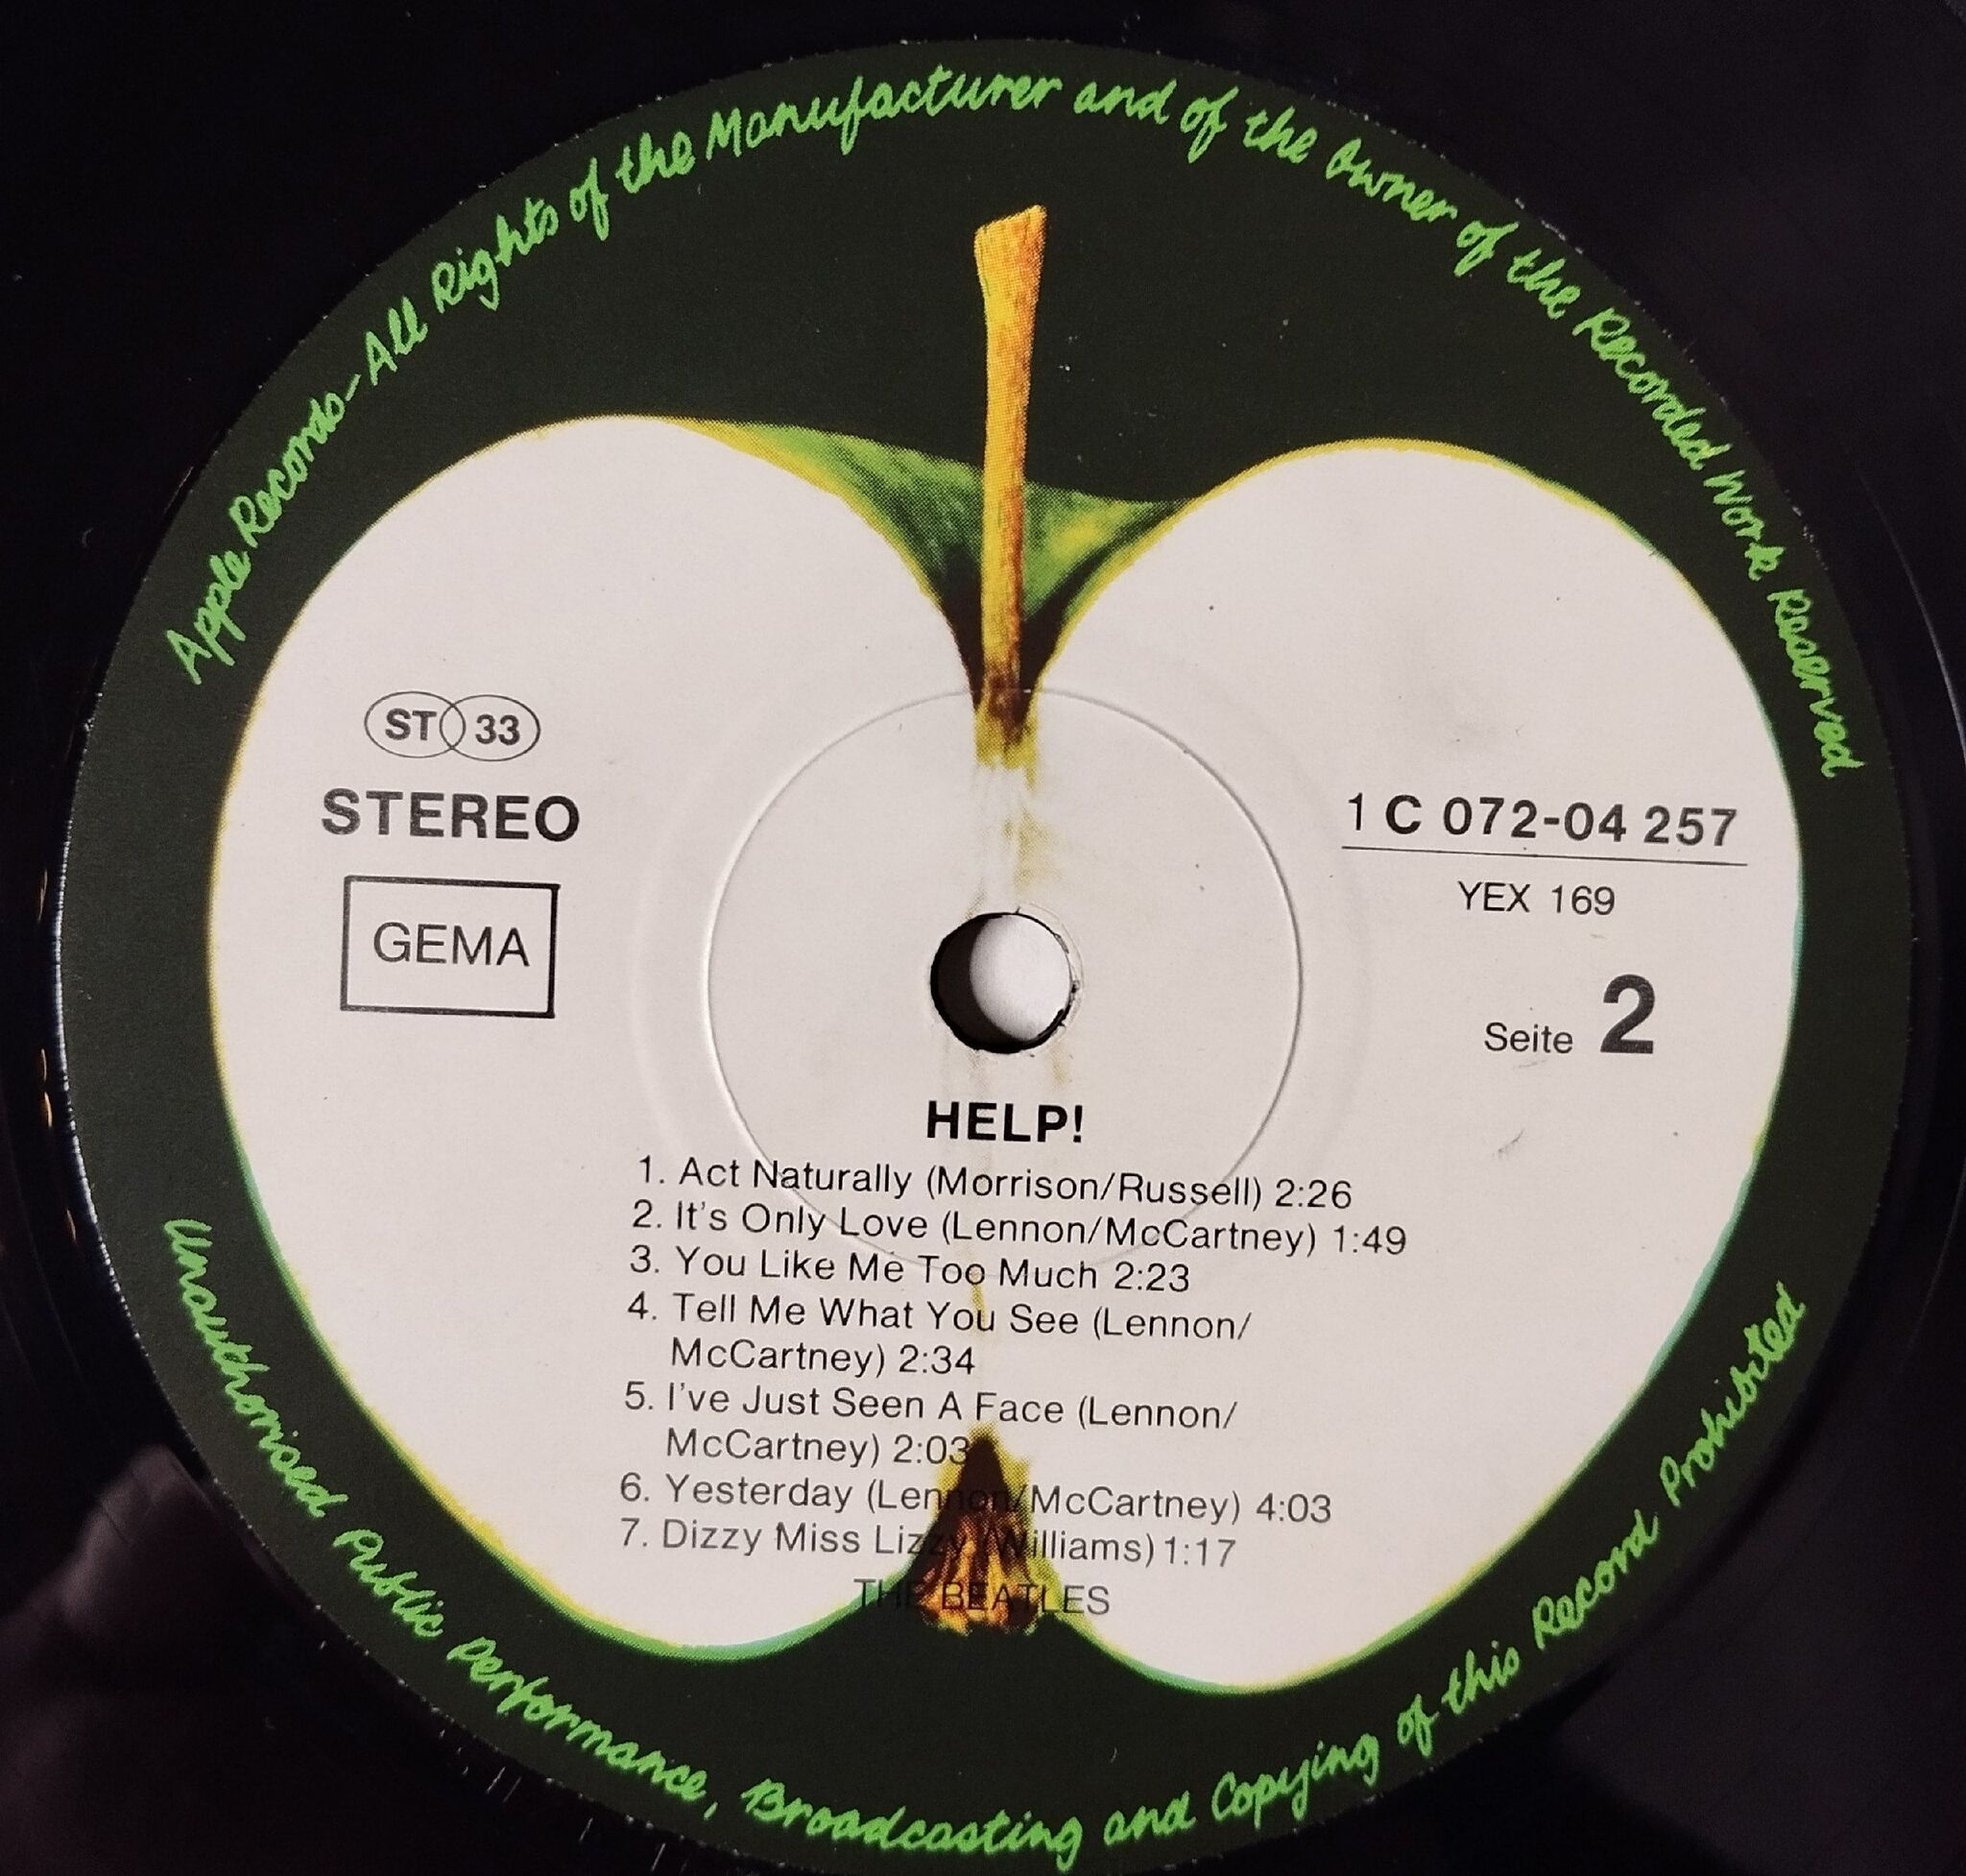 Apple Records-All Rights of the Manufacturer and of the Owner of the Recorded Work Reserved
ST 33
STEREO
GEMA
1 C 072-04 257
YEX 169
Seite 2
HELP!
1. Act Naturally (Morrison/Russell) 2:26
2. It's Only Love (Lennon/McCartney) 1:49
3. You Like Me Too Much 2:23
4. Tell Me What You See (Lennon/
McCartney) 2:34
5. I've Just Seen A Face (Lennon/
McCartney) 2:03
6. Yesterday (Lennon/McCartney) 4:03
7. Dizzy Miss Lizzy (Williams) 1:17
THE BEATLES
Unauthorised Public Performance, Broadcasting and Copying of this Record Prohibited